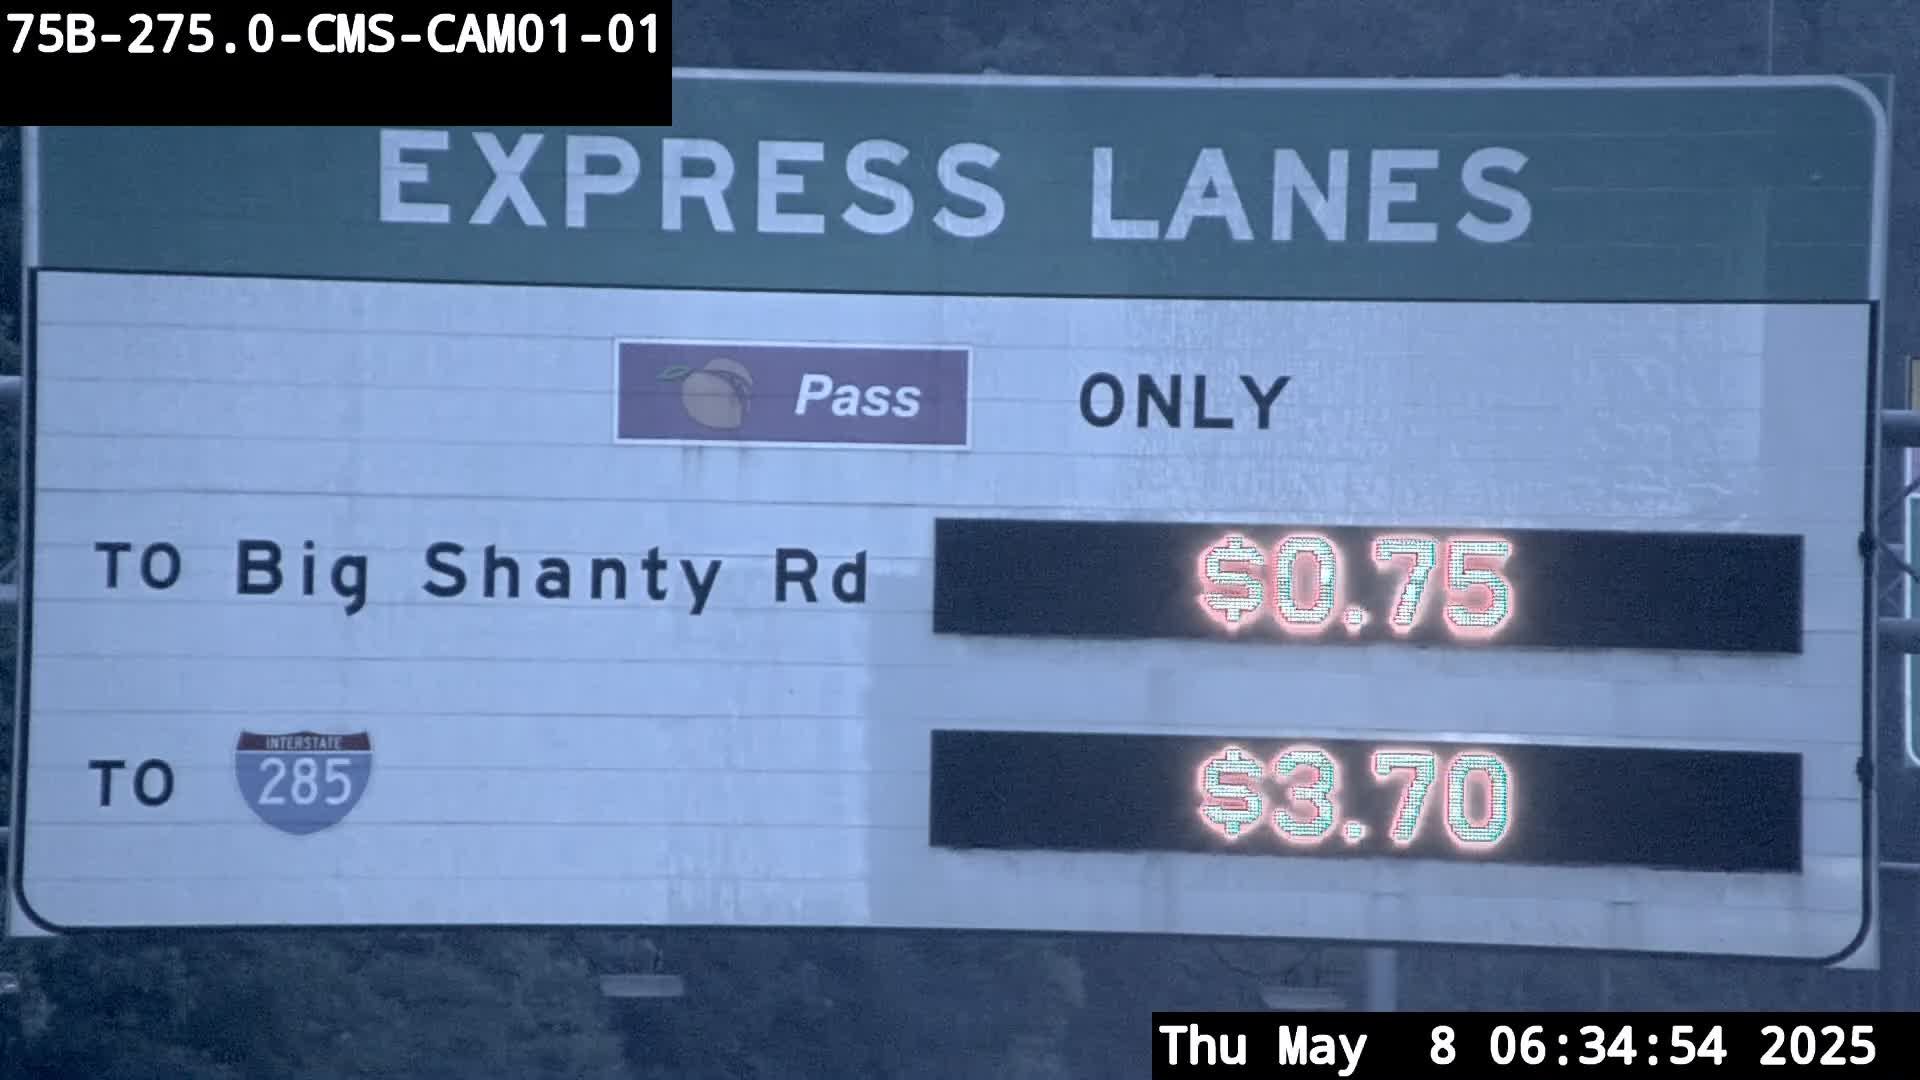 75B-275.0-CMS-CAM01-01
EXPRESS LANES
Pass ONLY
TO Big Shanty Rd $0.75
TO INTERSTATE 285 $3.70
Thu May 8 06:34:54 2025